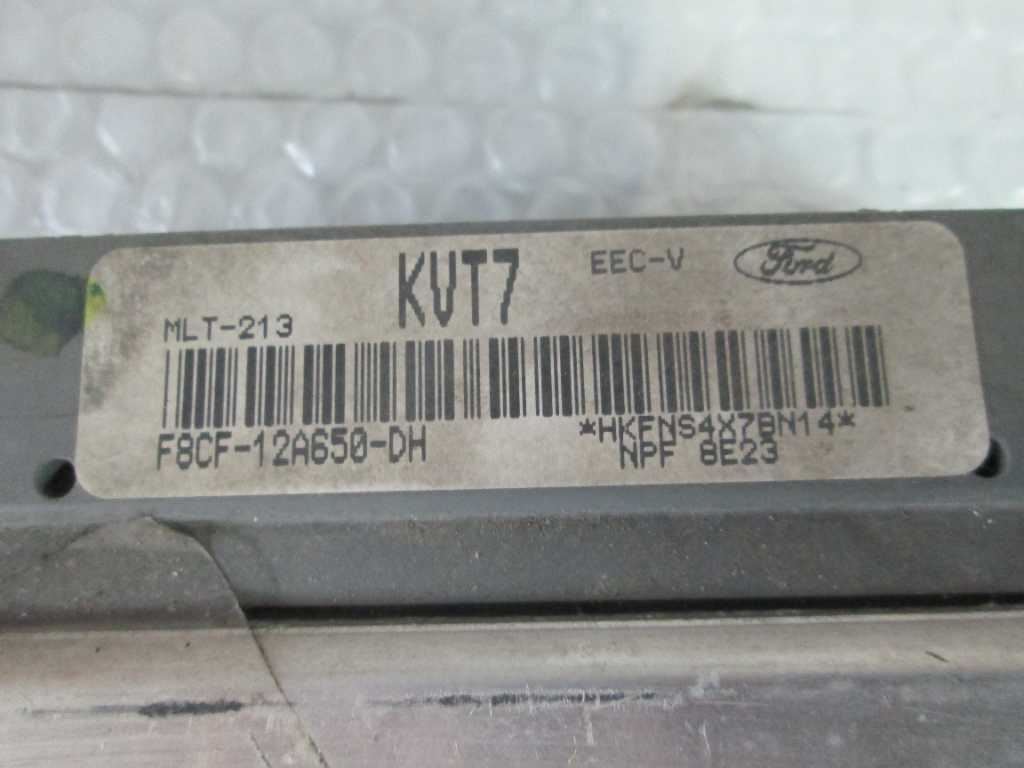 KVT7 EEC-V Ford
MLT-213
F8CF-12A650-DH *HKFNS4X7BN14*
NPF 8E23